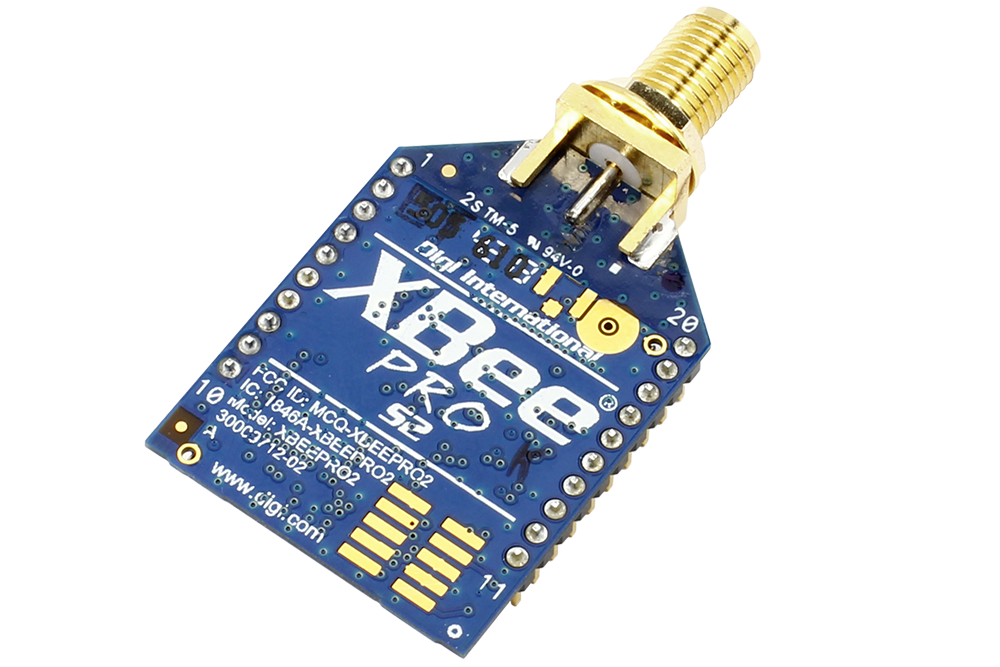 1
2S TM-5 94V-0
Digi International
XBee®
PRO
S2
20
10
FCC ID: MCQ-XBEEPRO2
IC: 1846A-XBEEPRO2
Model: XBEEPRO2
A 300C3712-02
www.digi.com
11